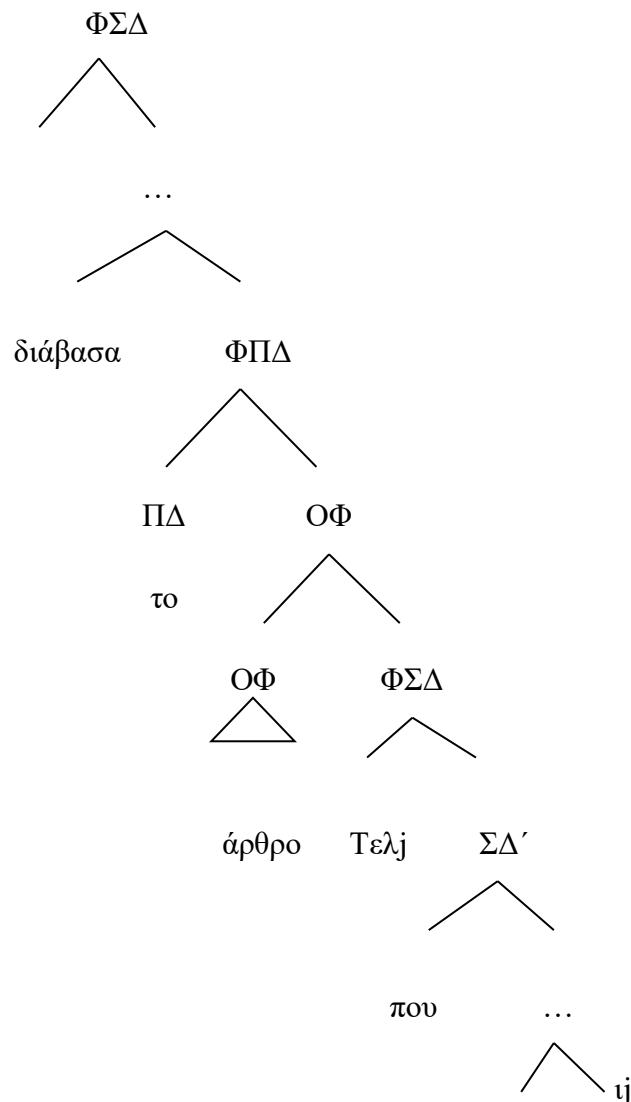 ΦΣΔ
…
διάβασα ΦΠΔ
ΠΔ ΟΦ
το
ΟΦ ΦΣΔ
άρθρο Τελj ΣΔ΄
που …
ιj